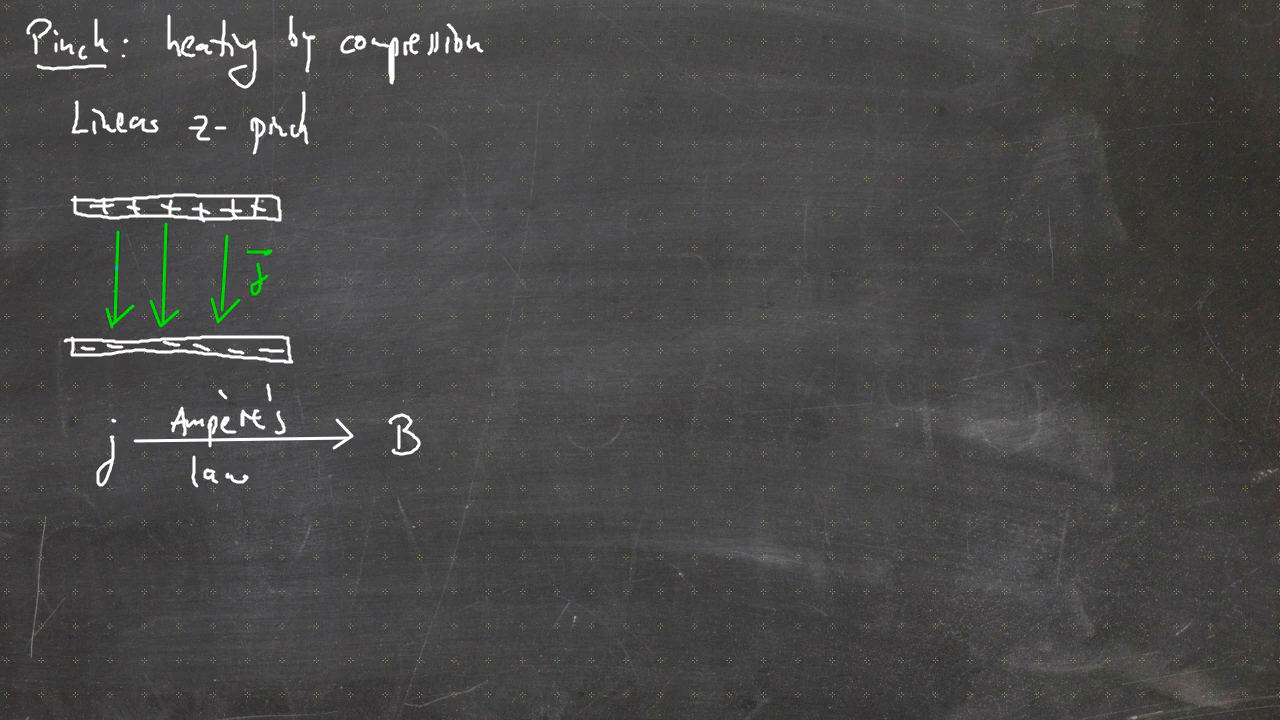 Pinch: heating by compression
Linear z-pinch
+ + + + + +
j
- - - - - -
j Ampère's B
law